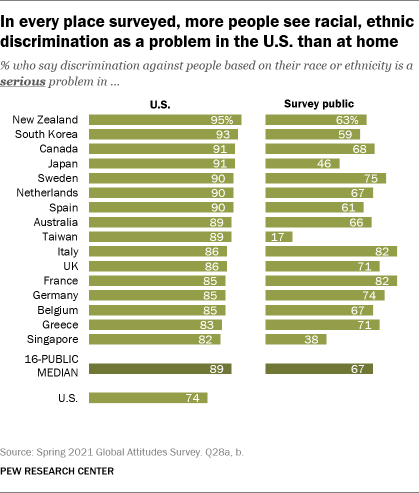 In every place surveyed, more people see racial, ethnic
discrimination as a problem in the U.S. than at home
% who say discrimination against people based on their race or ethnicity is a
serious problem in ...
U.S. Survey public
New Zealand 95% 63%
South Korea 93 59
Canada 91 68
Japan 91 46
Sweden 90 75
Netherlands 90 67
Spain 90 61
Australia 89 66
Taiwan 89 17
Italy 86 82
UK 86 71
France 85 82
Germany 85 74
Belgium 85 67
Greece 83 71
Singapore 82 38
16-PUBLIC
MEDIAN 89 67
U.S. 74
Source: Spring 2021 Global Attitudes Survey. Q28a, b.
PEW RESEARCH CENTER